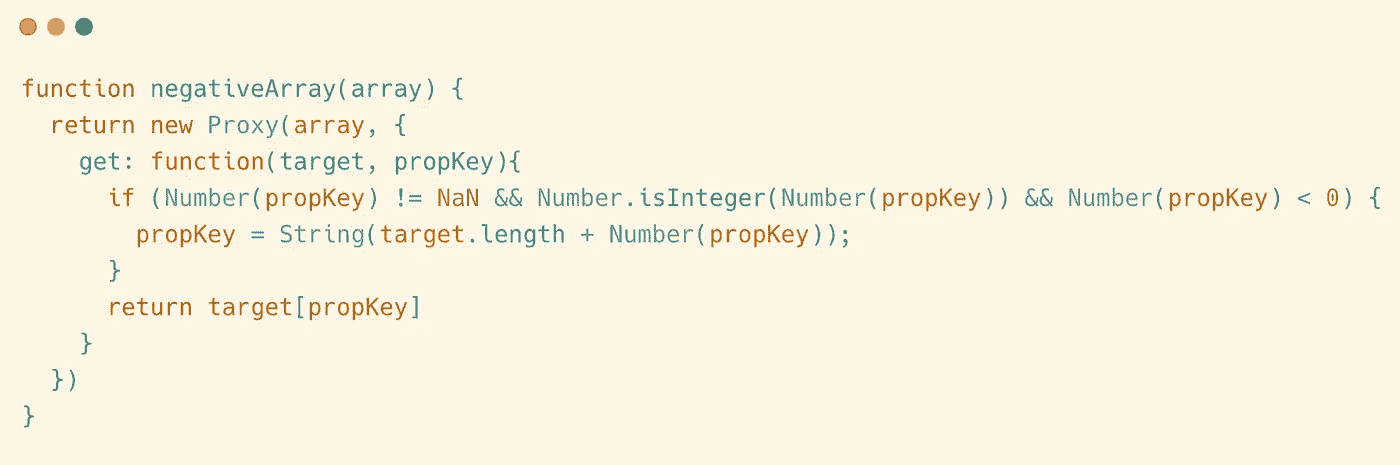 function negativeArray(array) {
  return new Proxy(array, {
    get: function(target, propKey){
      if (Number(propKey) != NaN && Number.isInteger(Number(propKey)) && Number(propKey) < 0) {
        propKey = String(target.length + Number(propKey));
      }
      return target[propKey]
    }
  })
}